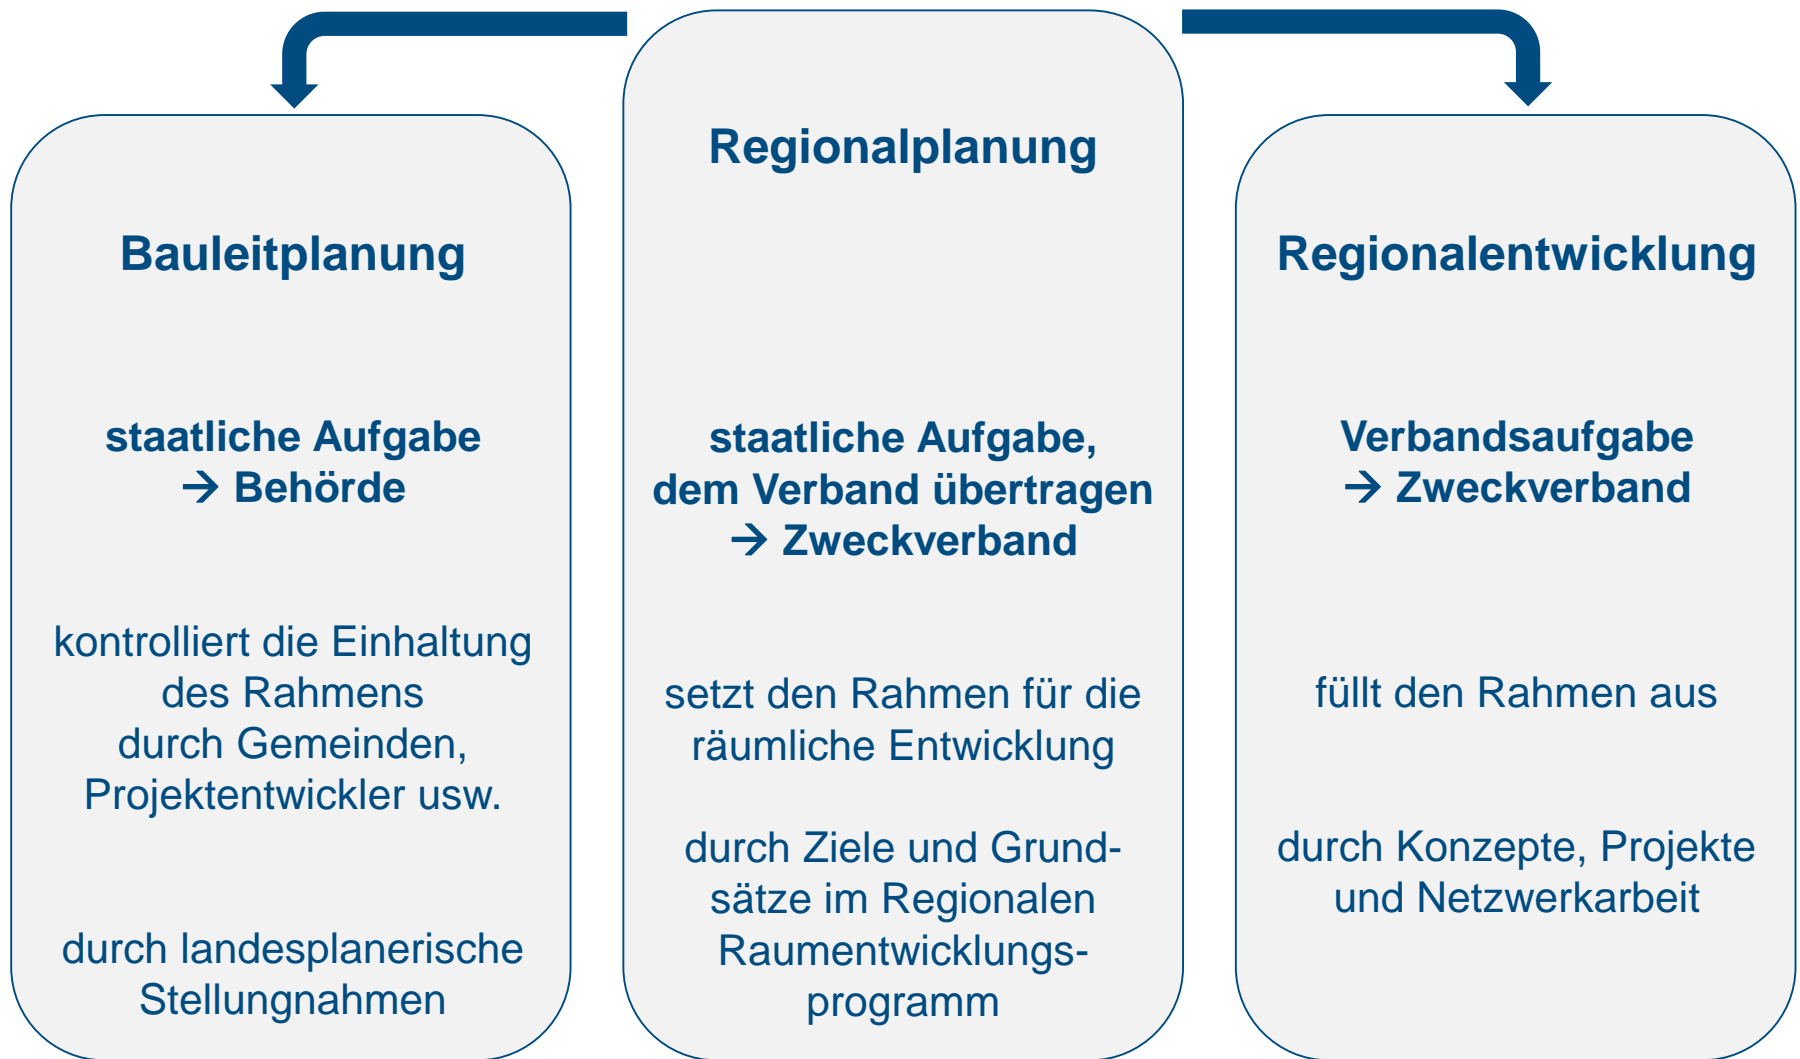 Bauleitplanung
staatliche Aufgabe
→ Behörde
kontrolliert die Einhaltung
des Rahmens
durch Gemeinden,
Projektentwickler usw.
durch landesplanerische
Stellungnahmen
Regionalplanung
staatliche Aufgabe,
dem Verband übertragen
→ Zweckverband
setzt den Rahmen für die
räumliche Entwicklung
durch Ziele und Grund-
sätze im Regionalen
Raumentwicklungs-
programm
Regionalentwicklung
Verbandsaufgabe
→ Zweckverband
füllt den Rahmen aus
durch Konzepte, Projekte
und Netzwerkarbeit